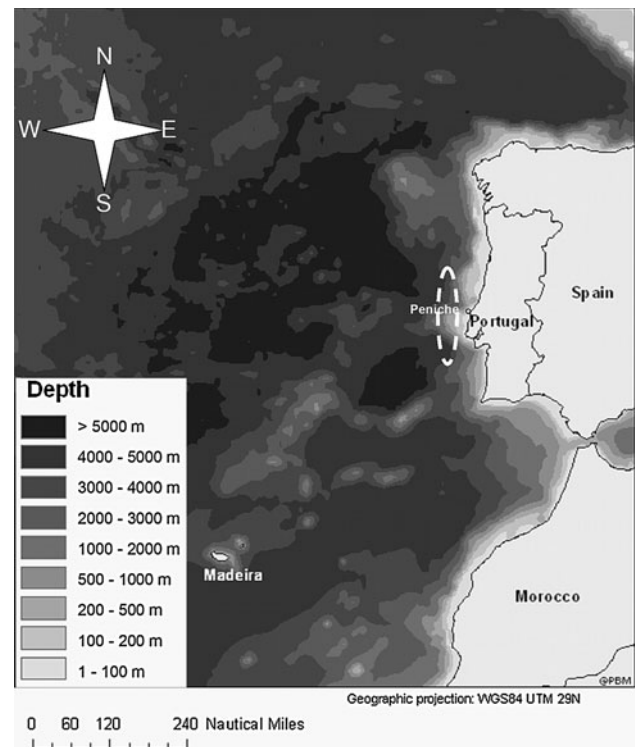 N
W E
S
Spain
Peniche
Portugal
Depth
> 5000 m
4000 - 5000 m
3000 - 4000 m
2000 - 3000 m
1000 - 2000 m
500 - 1000 m
200 - 500 m
100 - 200 m
1 - 100 m
Madeira
Morocco
@PBM
Geographic projection: WGS84 UTM 29N
0 60 120 240 Nautical Miles